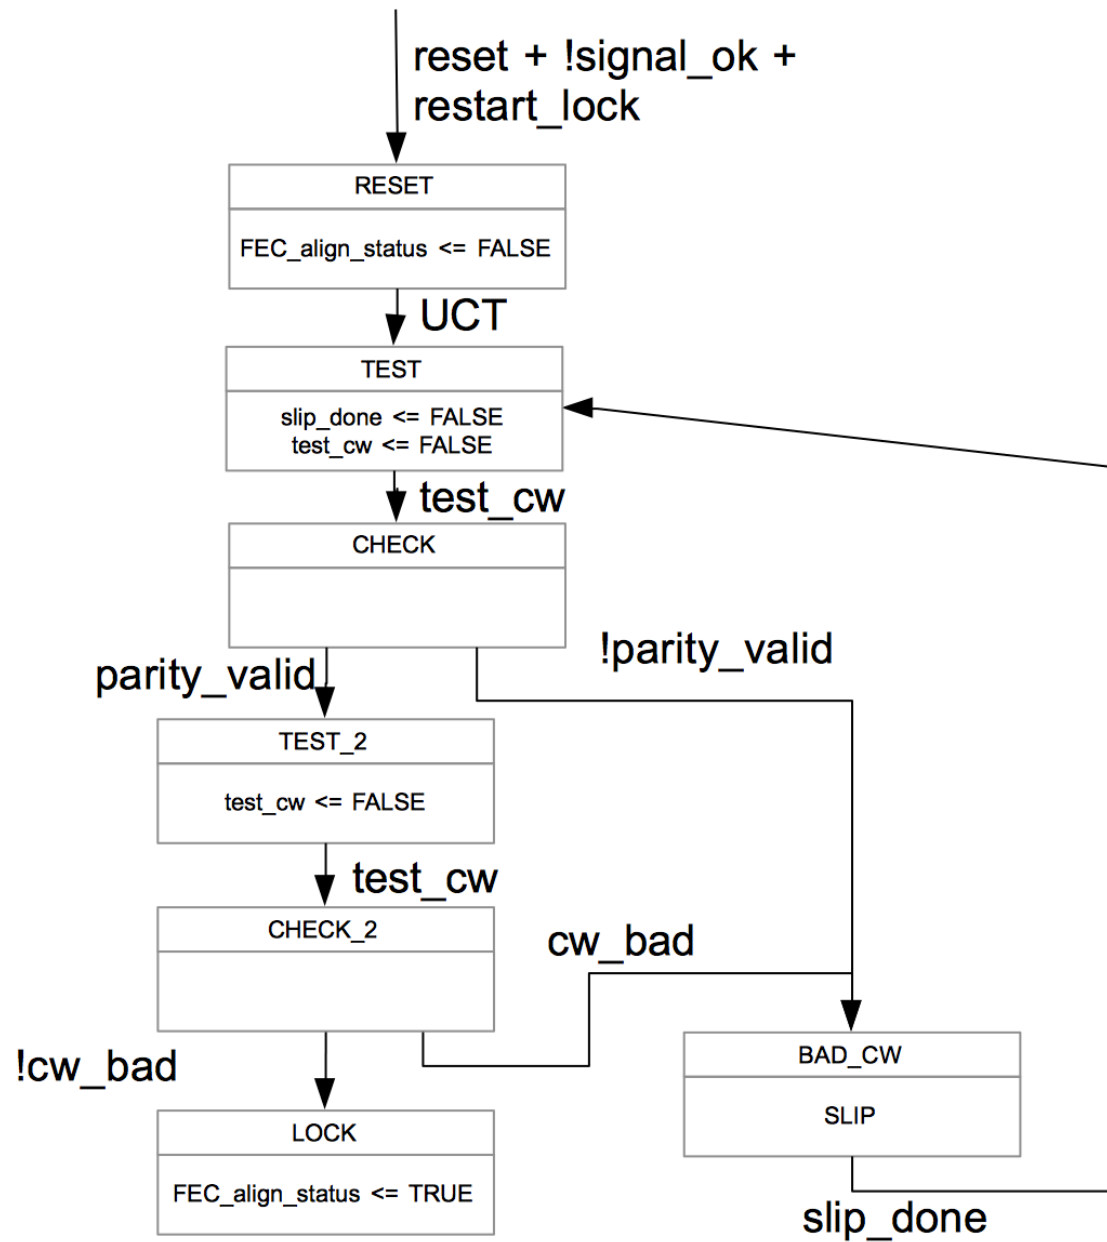 reset + !signal_ok +
restart_lock
RESET
FEC_align_status <= FALSE
UCT
TEST
slip_done <= FALSE
test_cw <= FALSE
test_cw
CHECK
parity_valid
!parity_valid
TEST_2
test_cw <= FALSE
test_cw
CHECK_2
cw_bad
!cw_bad
BAD_CW
SLIP
LOCK
FEC_align_status <= TRUE
slip_done